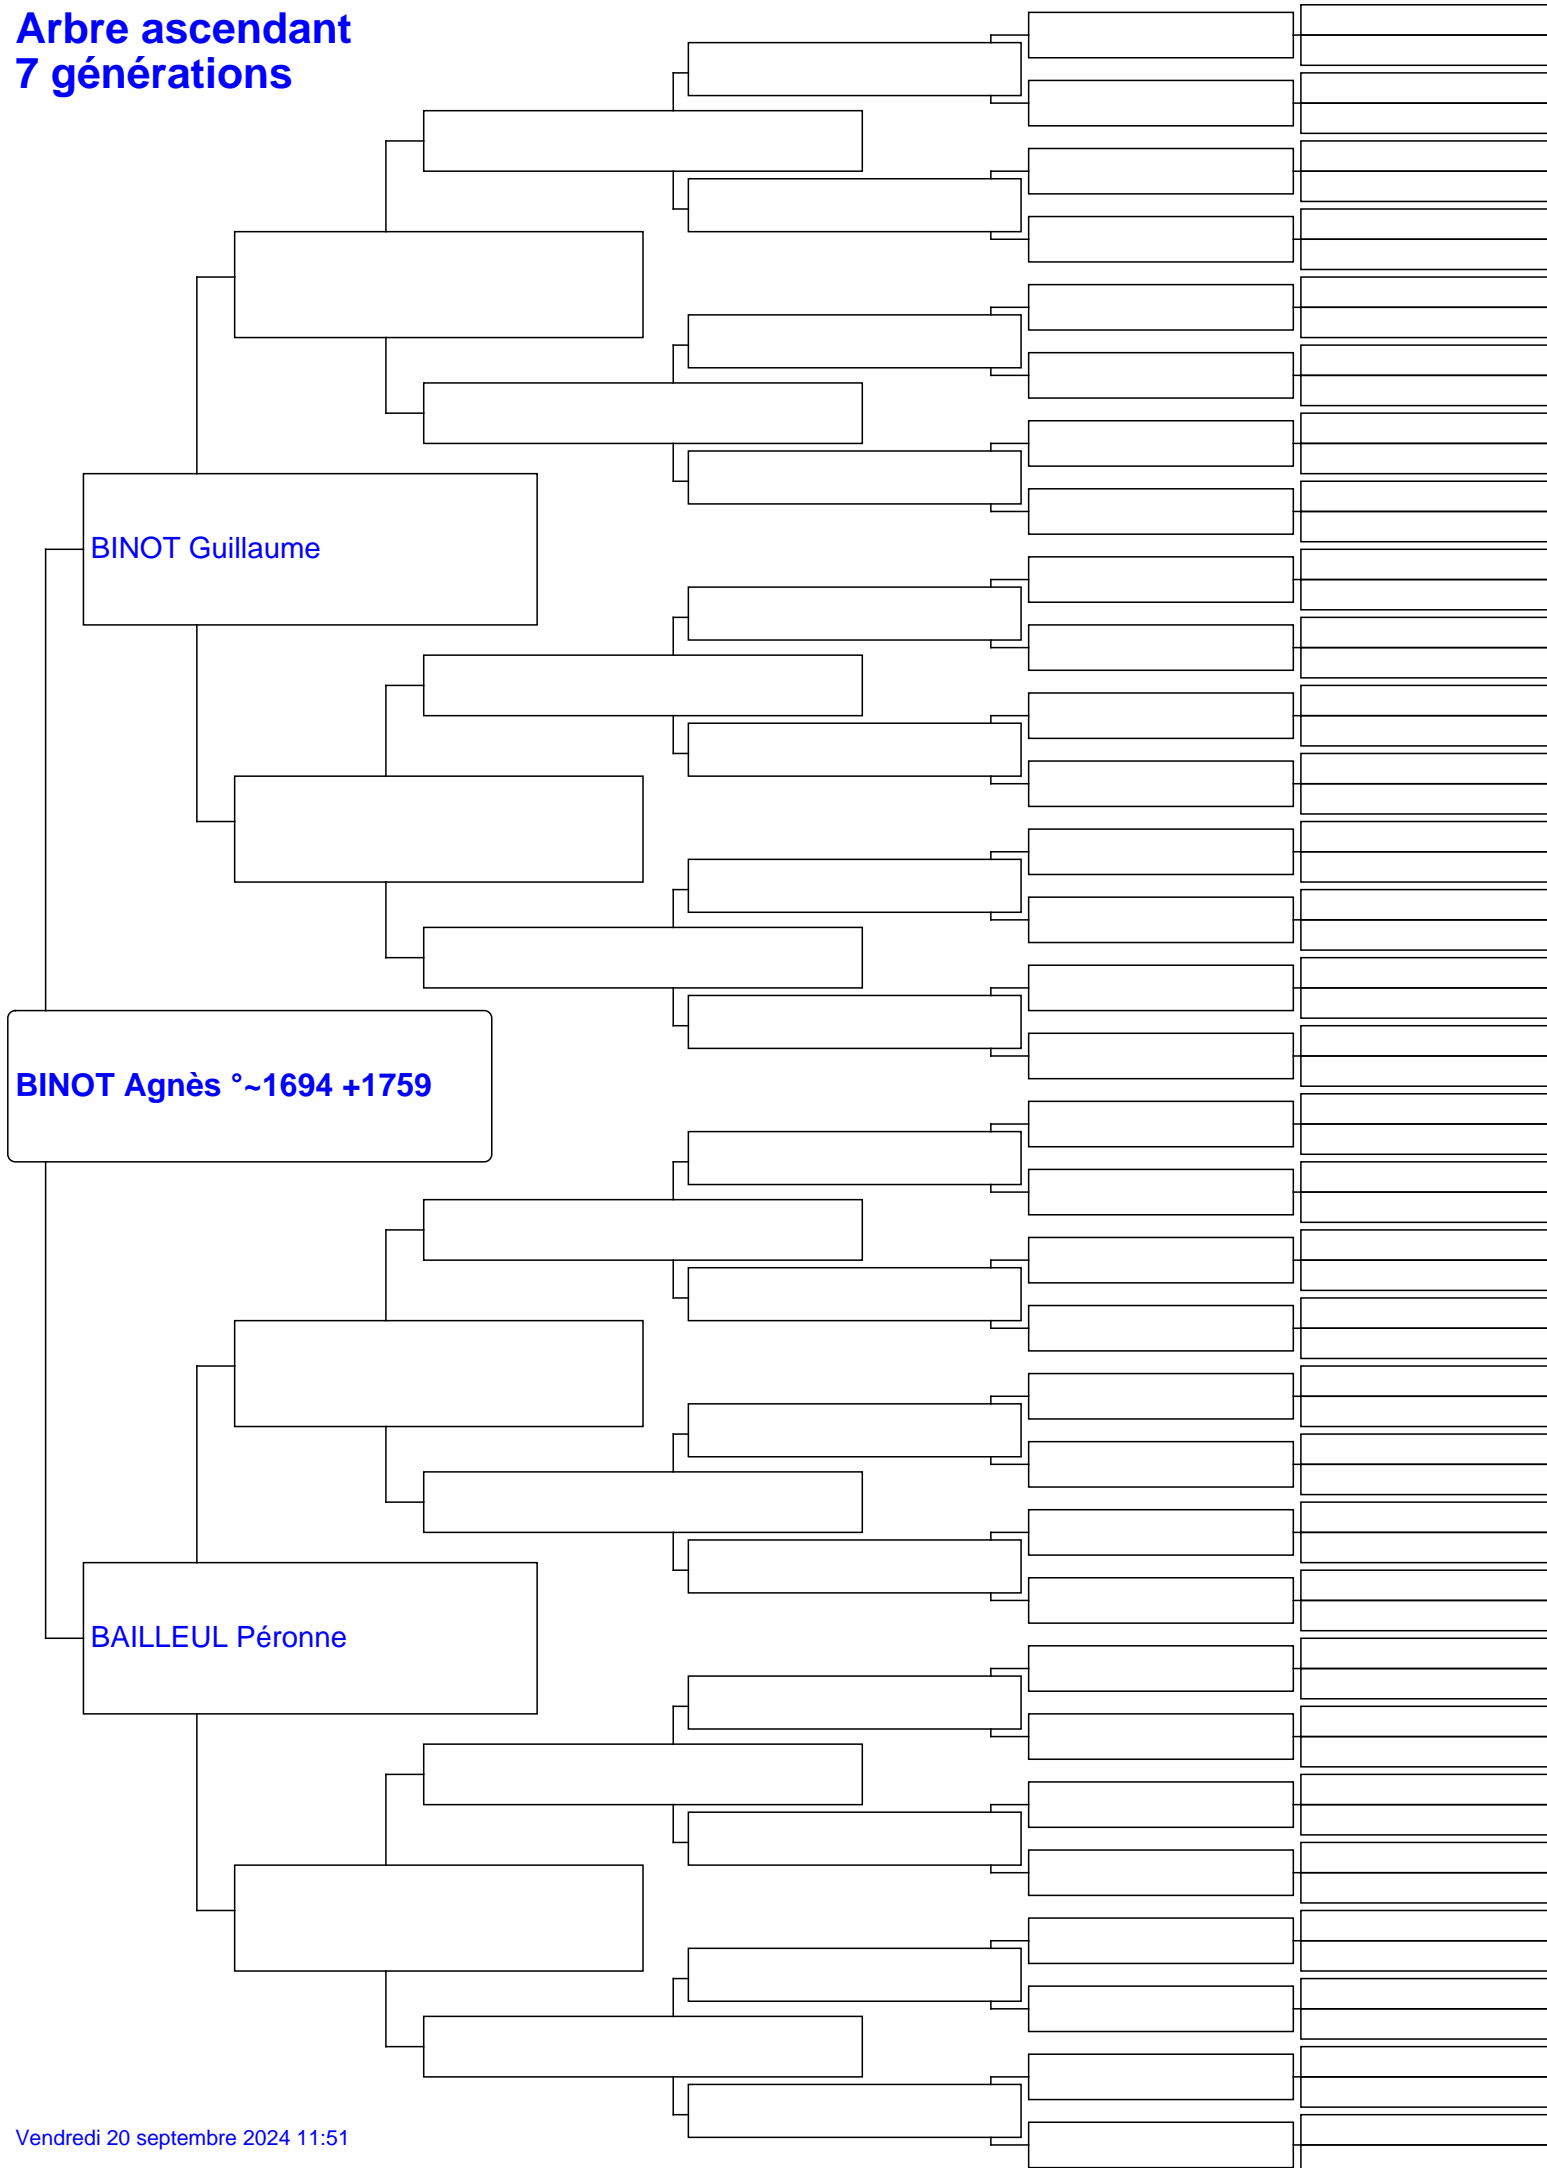 Arbre ascendant
7 générations
BINOT Guillaume
BINOT Agnès °~1694 +1759
BAILLEUL Péronne
Vendredi 20 septembre 2024 11:51